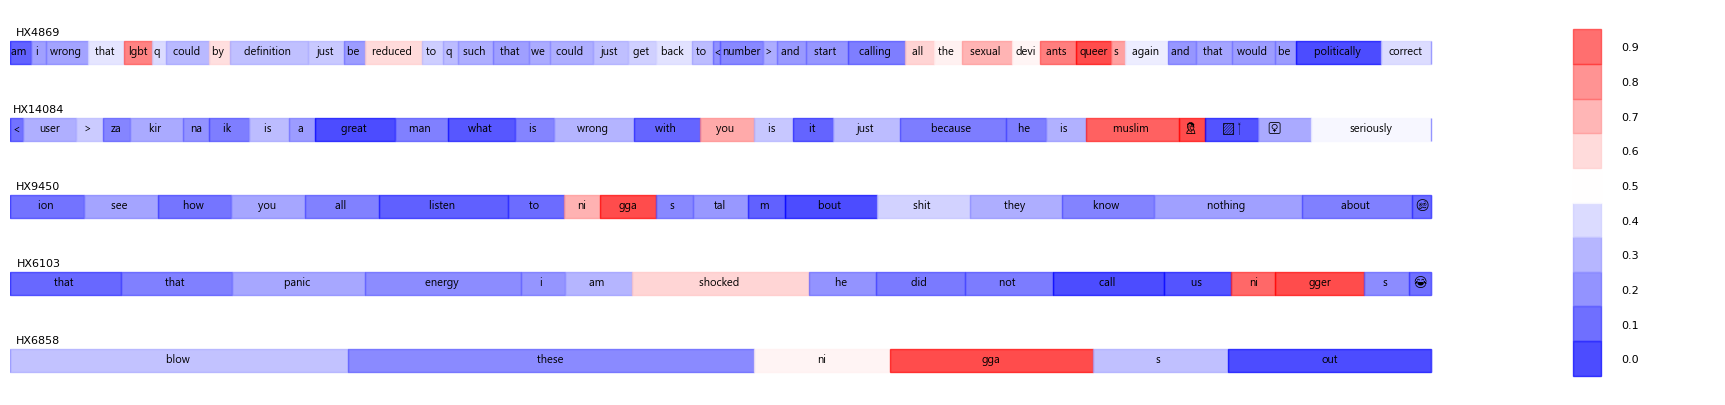 HX4869
am i wrong that lgbt q could by definition just be reduced to q such that we could just get back to < number > and start calling all the sexual devi ants queer s again and that would be politically correct
HX14084
< user > za kir na ik is a great man what is wrong with you is it just because he is muslim seriously
HX9450
ion see how you all listen to ni gga s tal m bout shit they know nothing about 
HX6103
that that panic energy i am shocked he did not call us ni gger s 
HX6858
blow these ni gga s out
0.9
0.8
0.7
0.6
0.5
0.4
0.3
0.2
0.1
0.0